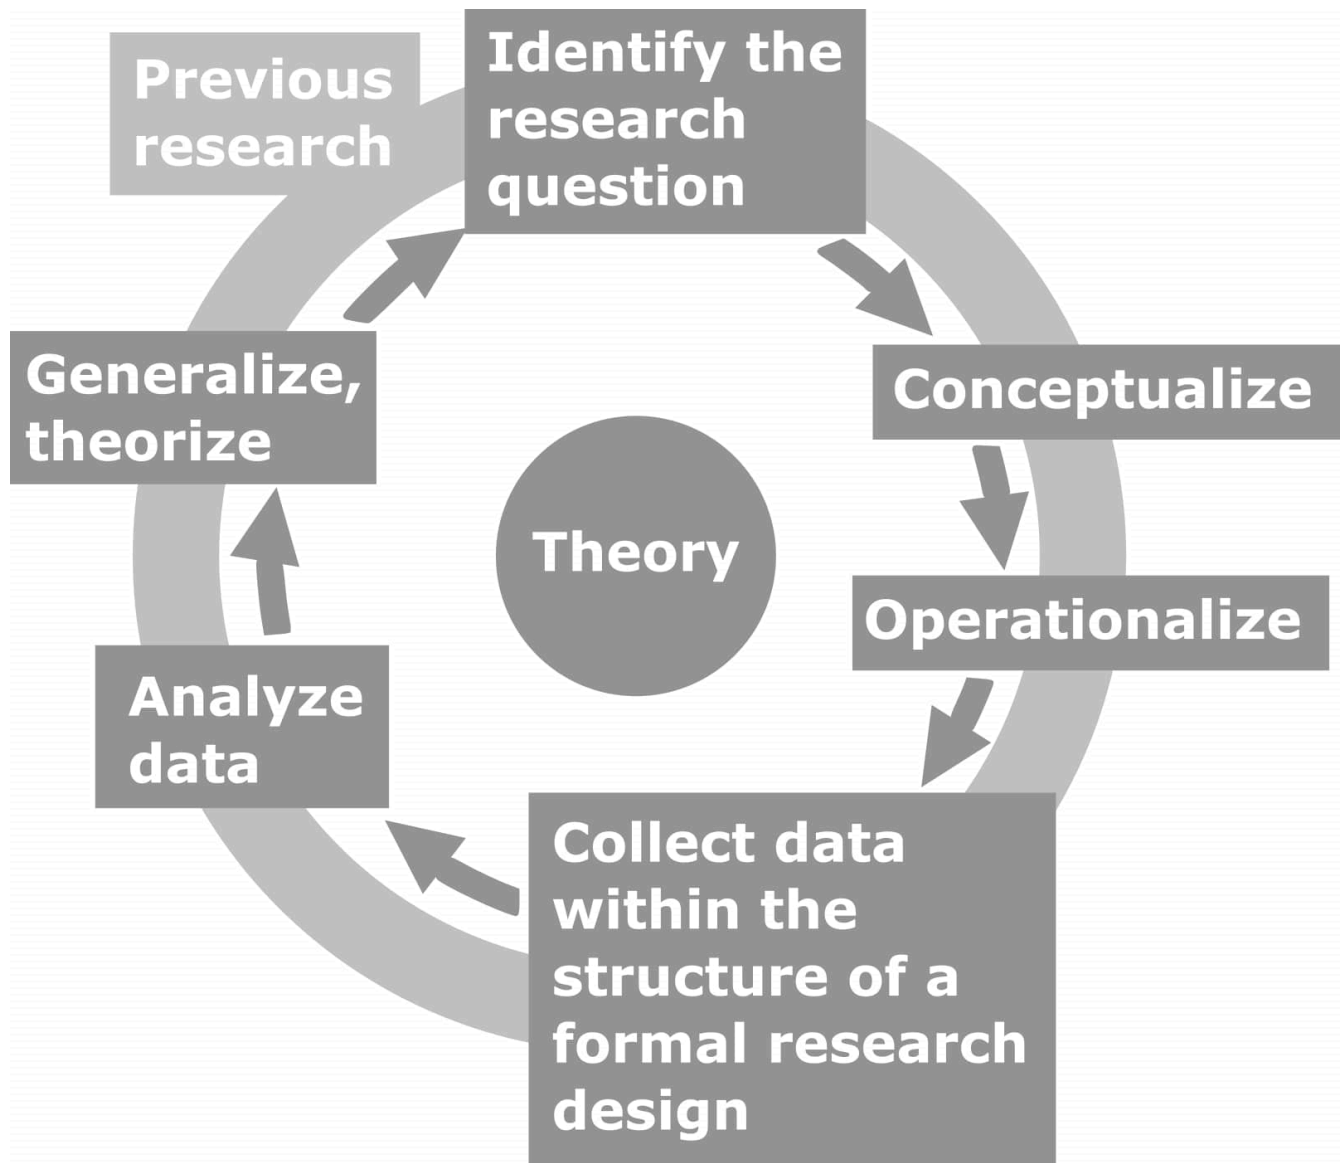 Previous
research
Identify the
research
question
Conceptualize
Operationalize
Collect data
within the
structure of a
formal research
design
Analyze
data
Generalize,
theorize
Theory